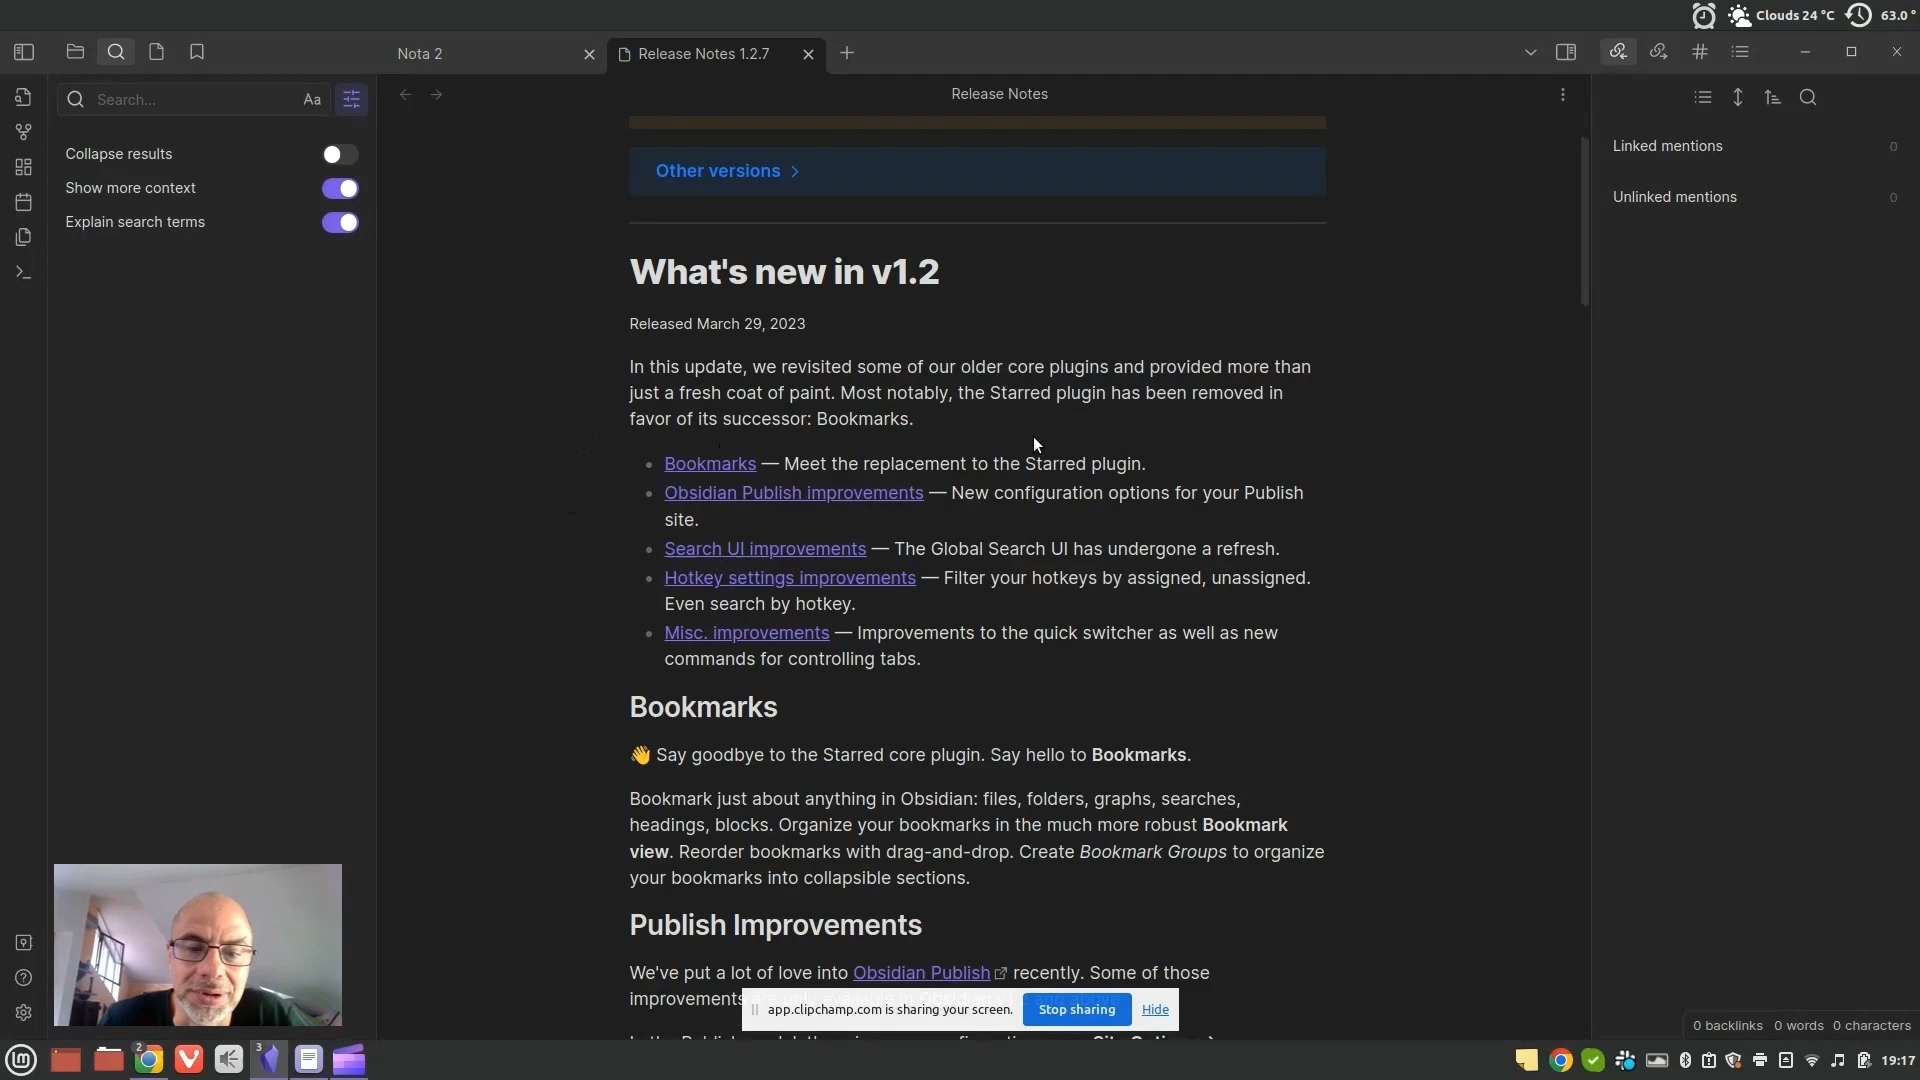 Clouds 24 °C
63.0 °
Nota 2
Release Notes 1.2.7
Search...
Aa
Release Notes
Collapse results
Show more context
Explain search terms
Linked mentions 0
Unlinked mentions 0
Other versions
What's new in v1.2
Released March 29, 2023
In this update, we revisited some of our older core plugins and provided more than
just a fresh coat of paint. Most notably, the Starred plugin has been removed in
favor of its successor: Bookmarks.
Bookmarks — Meet the replacement to the Starred plugin.
Obsidian Publish improvements — New configuration options for your Publish
site.
Search UI improvements — The Global Search UI has undergone a refresh.
Hotkey settings improvements — Filter your hotkeys by assigned, unassigned.
Even search by hotkey.
Misc. improvements — Improvements to the quick switcher as well as new
commands for controlling tabs.
Bookmarks
👋 Say goodbye to the Starred core plugin. Say hello to Bookmarks.
Bookmark just about anything in Obsidian: files, folders, graphs, searches,
headings, blocks. Organize your bookmarks in the much more robust Bookmark
view. Reorder bookmarks with drag-and-drop. Create Bookmark Groups to organize
your bookmarks into collapsible sections.
Publish Improvements
We've put a lot of love into Obsidian Publish recently. Some of those
improvements
app.clipchamp.com is sharing your screen.
Stop sharing
Hide
0 backlinks 0 words 0 characters
2
3
19:17